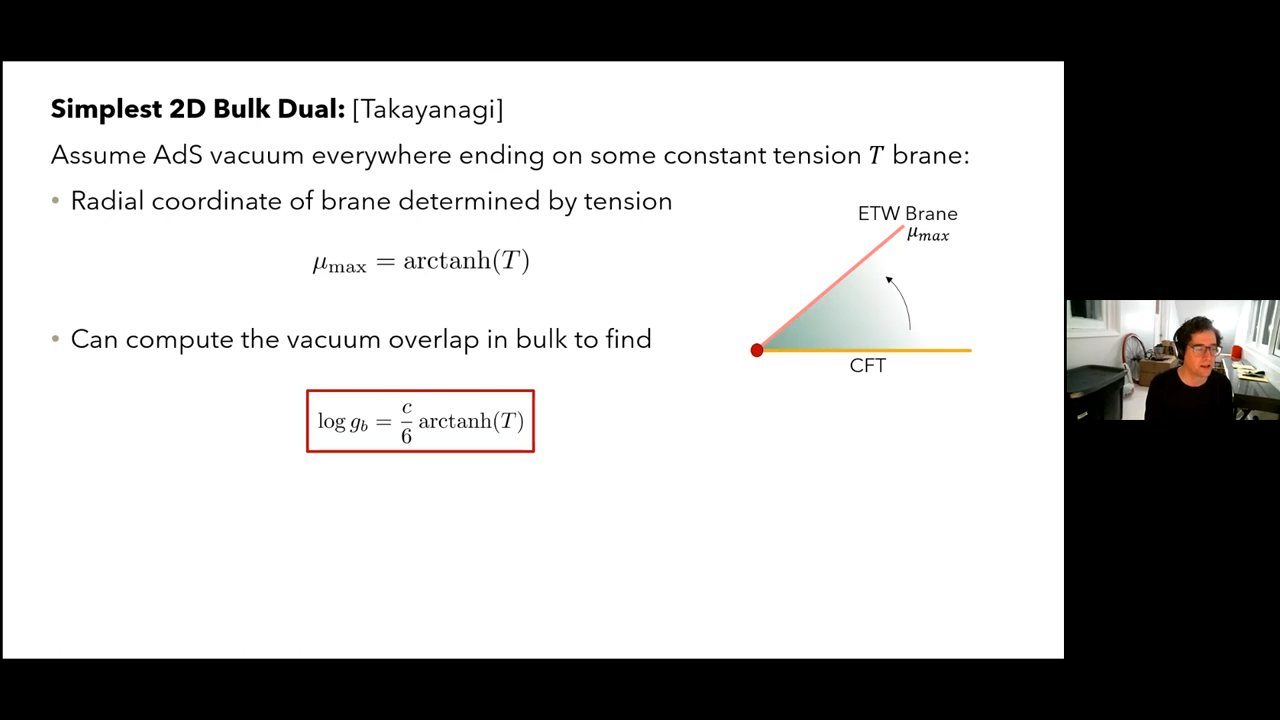 Simplest 2D Bulk Dual: [Takayanagi]
Assume AdS vacuum everywhere ending on some constant tension T brane:
• Radial coordinate of brane determined by tension
μ_max = arctanh(T)
• Can compute the vacuum overlap in bulk to find
log g_b = c/6 arctanh(T)
ETW Brane
μ_max
CFT